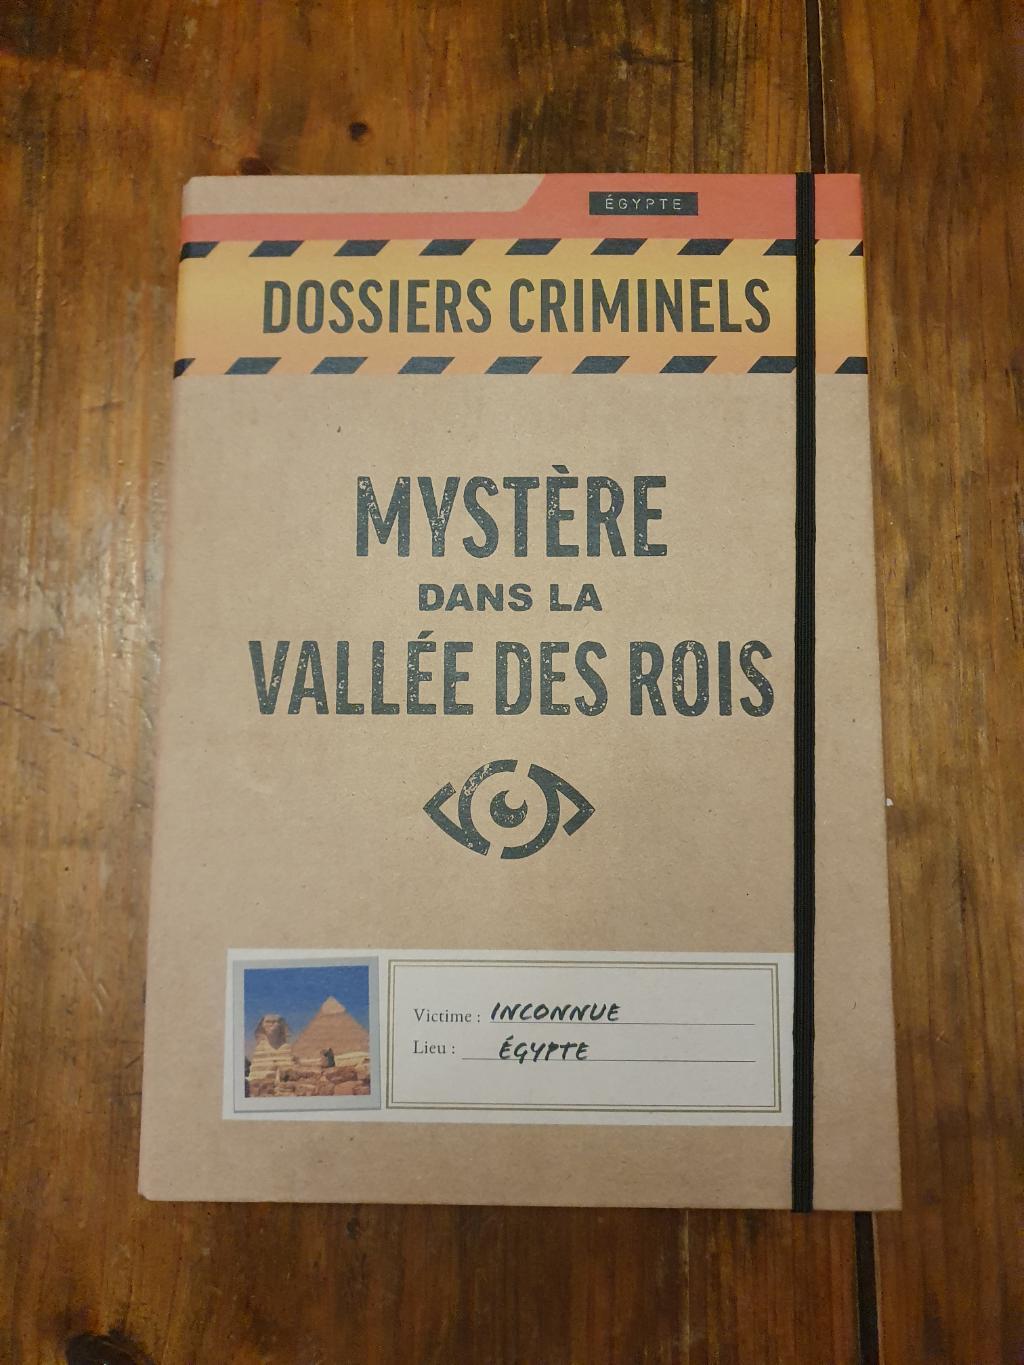 ÉGYPTE
DOSSIERS CRIMINELS
MYSTÈRE
DANS LA
VALLÉE DES ROIS
Victime : INCONNUE
Lieu : ÉGYPTE